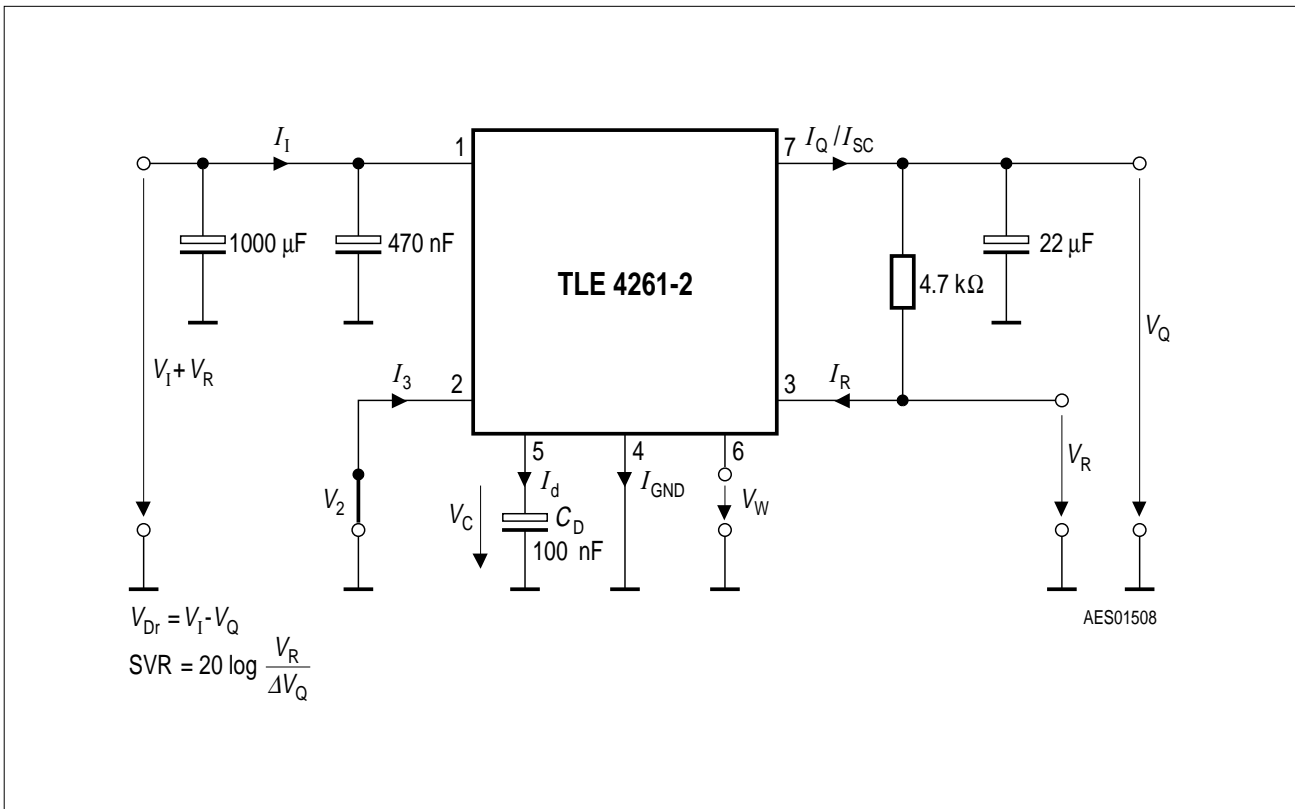 I_I
1
7
I_Q / I_SC
1000 μF
470 nF
TLE 4261-2
4.7 kΩ
22 μF
V_I + V_R
V_Q
I_3
2
3
I_R
5
4
6
V_2
V_C
I_d
I_GND
V_W
V_R
C_D
100 nF
V_Dr = V_I - V_Q
AES01508
SVR = 20 log V_R / ΔV_Q